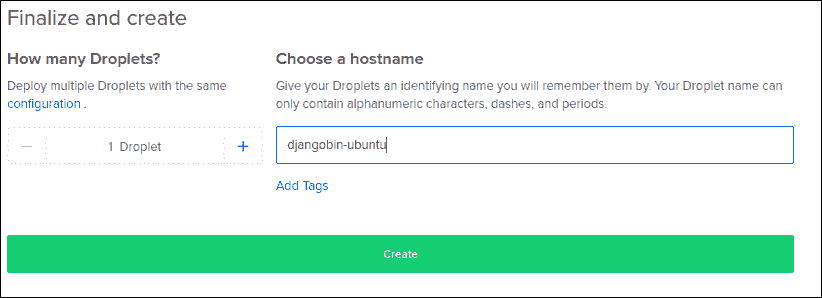 Finalize and create
How many Droplets?
Deploy multiple Droplets with the same
configuration .
− 1 Droplet +
Choose a hostname
Give your Droplets an identifying name you will remember them by. Your Droplet name can
only contain alphanumeric characters, dashes, and periods.
djangobin-ubuntu
Add Tags
Create